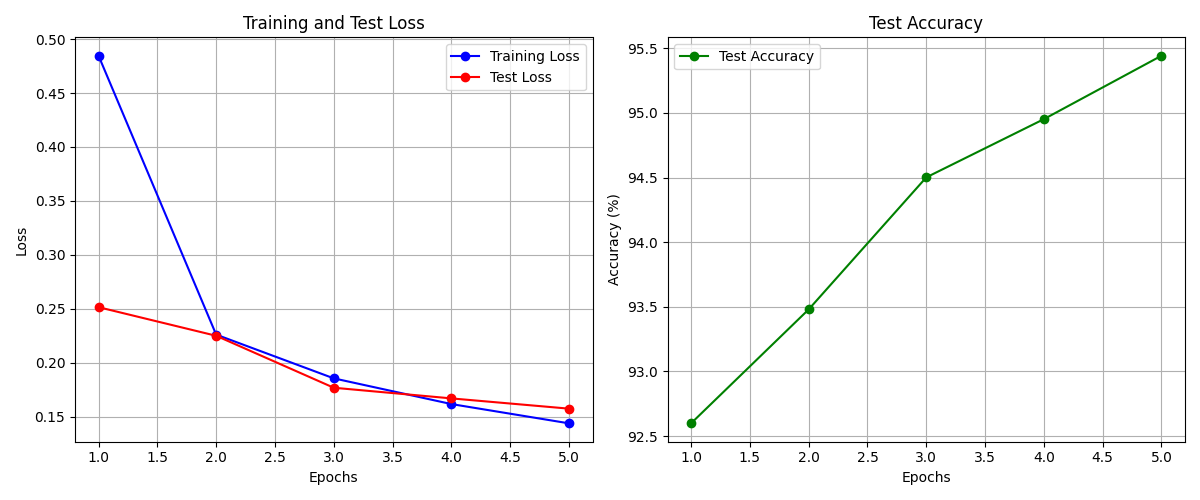 Training and Test Loss
Training Loss
Test Loss
0.50
0.45
0.40
0.35
0.30
0.25
0.20
0.15
Loss
1.0 1.5 2.0 2.5 3.0 3.5 4.0 4.5 5.0
Epochs
Test Accuracy
Test Accuracy
95.5
95.0
94.5
94.0
93.5
93.0
92.5
Accuracy (%)
1.0 1.5 2.0 2.5 3.0 3.5 4.0 4.5 5.0
Epochs